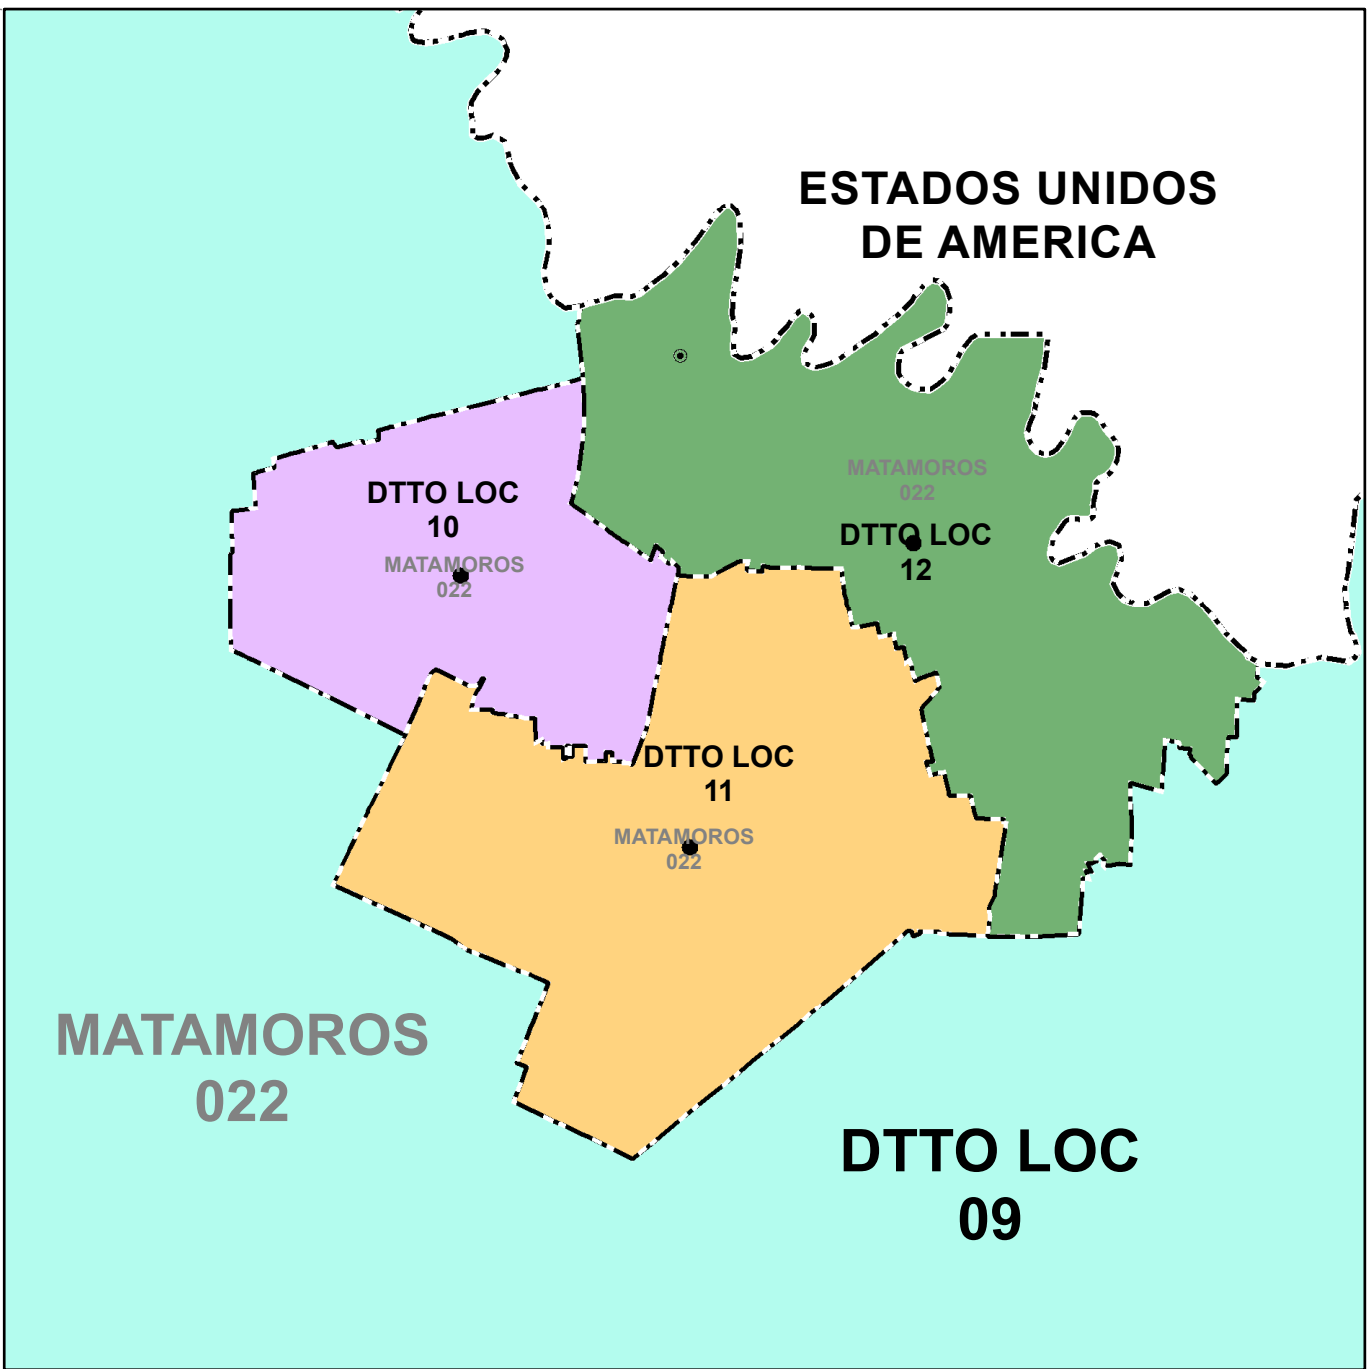 ESTADOS UNIDOS
DE AMERICA
MATAMOROS
022
DTTO LOC
12
DTTO LOC
10
MATAMOROS
022
DTTO LOC
11
MATAMOROS
022
MATAMOROS
022
DTTO LOC
09